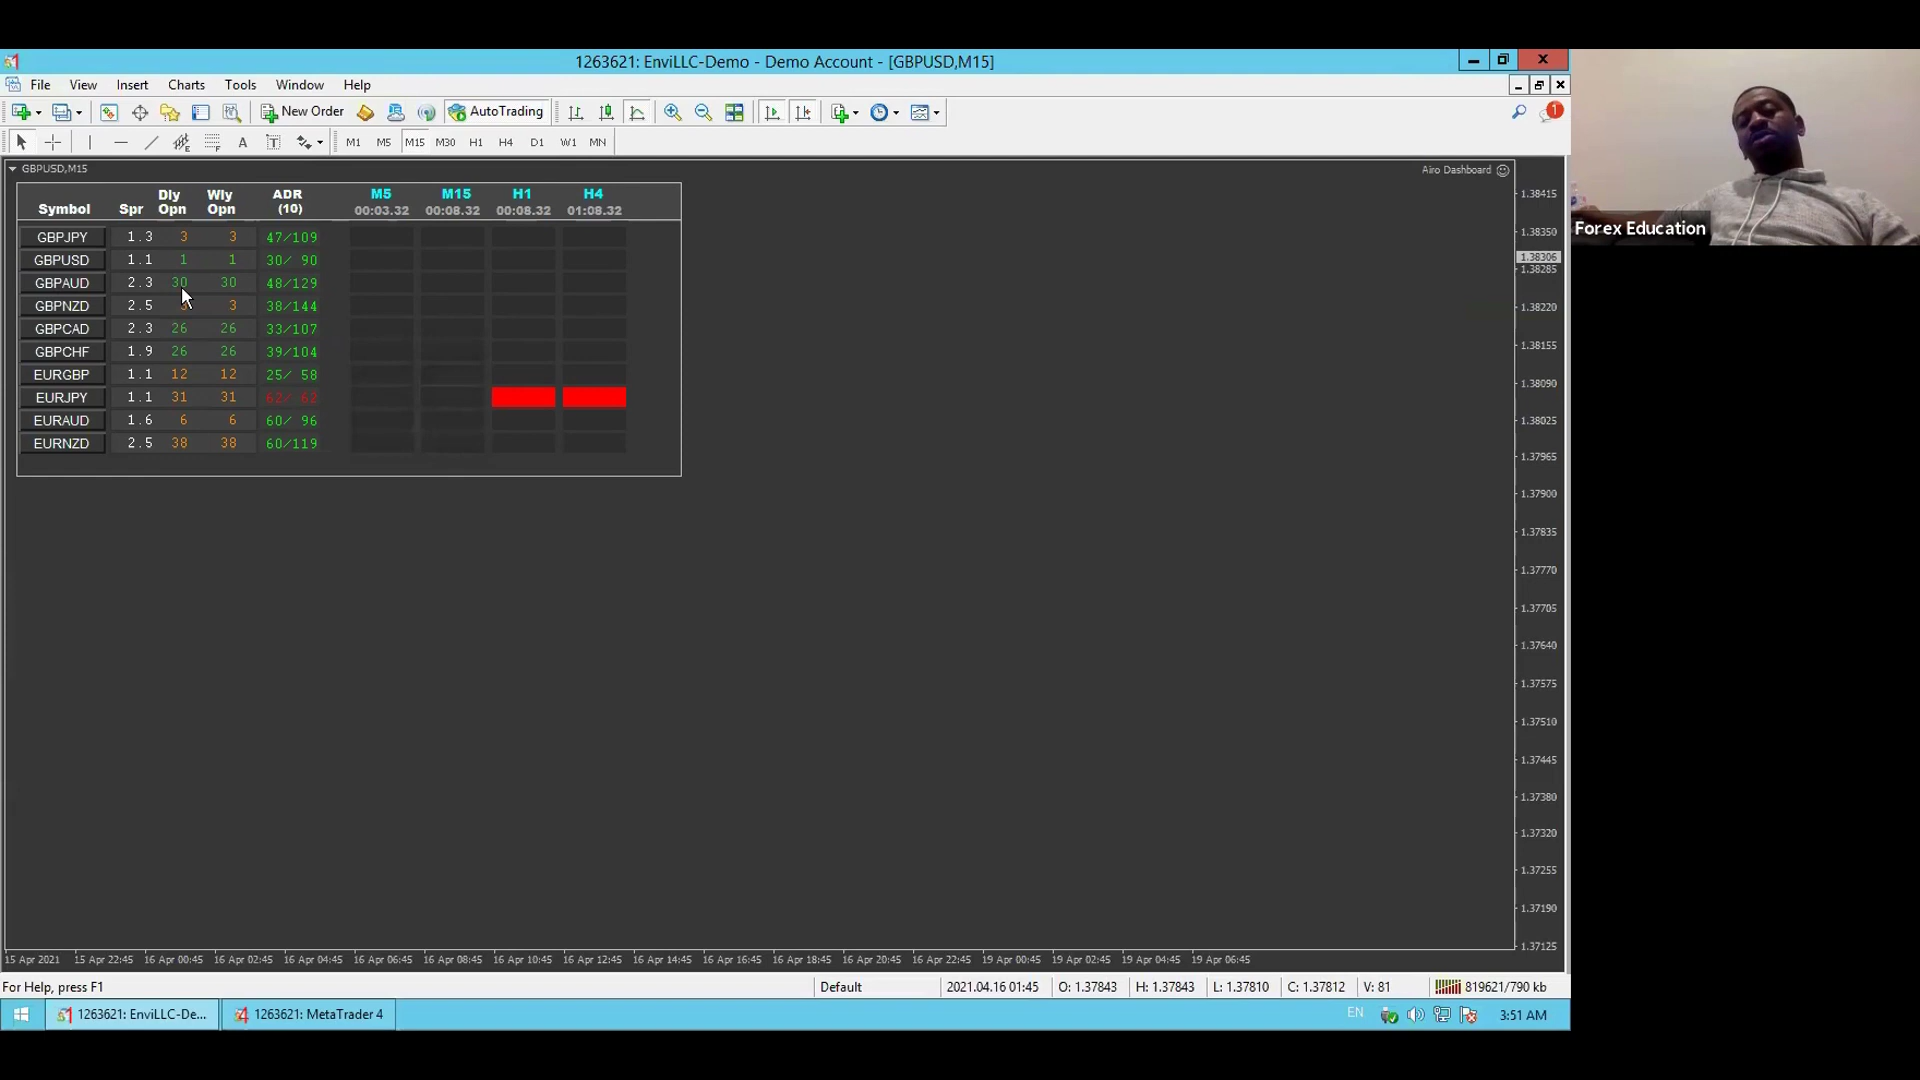 1263621: EnviLLC-Demo - Demo Account - [GBPUSD,M15]
File View Insert Charts Tools Window Help
New Order AutoTrading 1
A T M1 M5 M15 M30 H1 H4 D1 W1 MN
GBPUSD,M15 Airo Dashboard
Symbol Spr Dly Opn Wly Opn ADR (10) M5 00:03.32 M15 00:08.32 H1 00:08.32 H4 01:08.32
GBPJPY 1.3 3 3 47/109
GBPUSD 1.1 1 1 30/ 90
GBPAUD 2.3 30 30 48/129
GBPNZD 2.5 3 38/144
GBPCAD 2.3 26 26 33/107
GBPCHF 1.9 26 26 39/104
EURGBP 1.1 12 12 25/ 58
EURJPY 1.1 31 31 62/ 62
EURAUD 1.6 6 6 60/ 96
EURNZD 2.5 38 38 60/119
1.38415
1.38350
1.38306
1.38285
1.38220
1.38155
1.38090
1.38025
1.37965
1.37900
1.37835
1.37770
1.37705
1.37640
1.37575
1.37510
1.37445
1.37380
1.37320
1.37255
1.37190
1.37125
Forex Education
15 Apr 2021 15 Apr 22:45 16 Apr 00:45 16 Apr 02:45 16 Apr 04:45 16 Apr 06:45 16 Apr 08:45 16 Apr 10:45 16 Apr 12:45 16 Apr 14:45 16 Apr 16:45 16 Apr 18:45 16 Apr 20:45 16 Apr 22:45 19 Apr 00:45 19 Apr 02:45 19 Apr 04:45 19 Apr 06:45
For Help, press F1 Default 2021.04.16 01:45 O: 1.37843 H: 1.37843 L: 1.37810 C: 1.37812 V: 81 819621/790 kb
1263621: EnviLLC-De... 1263621: MetaTrader 4 EN 3:51 AM